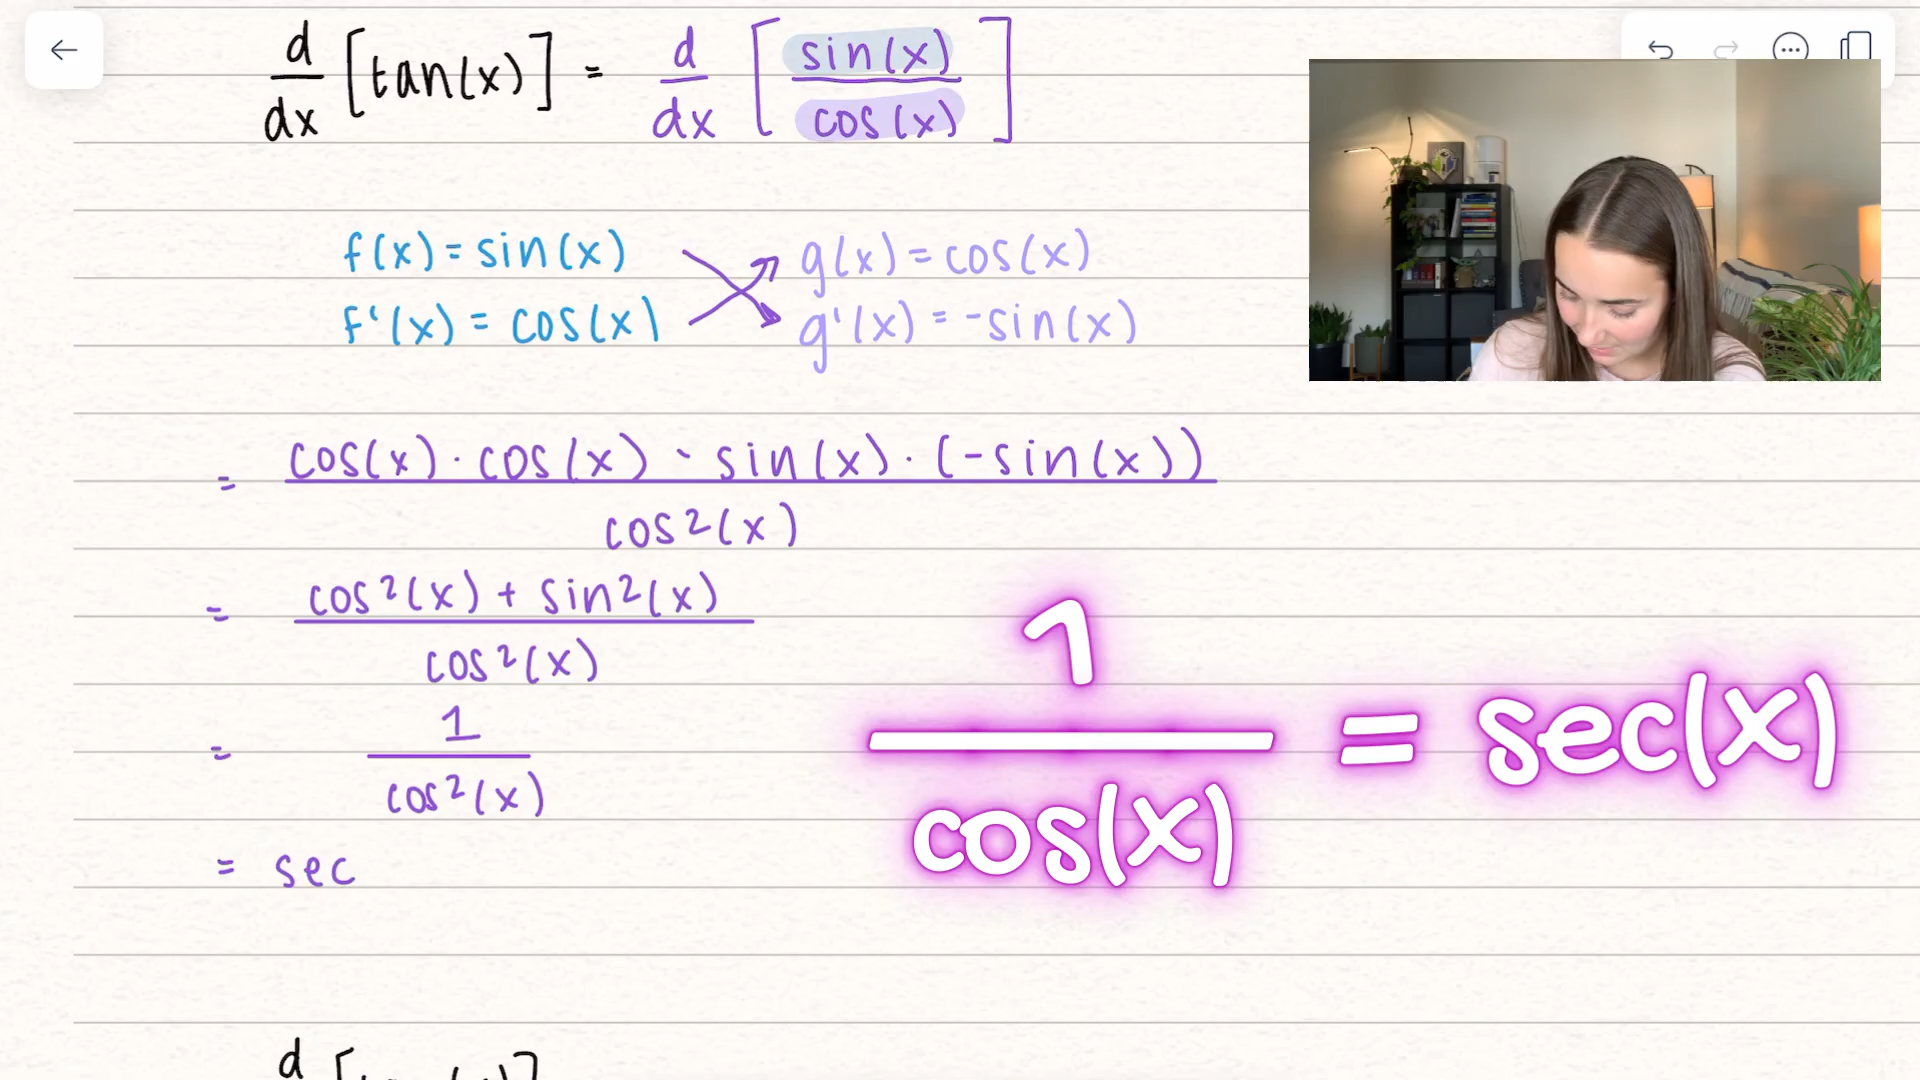 d/dx [tan(x)] = d/dx [sin(x)/cos(x)]
f(x) = sin(x) g(x) = cos(x)
f'(x) = cos(x) g'(x) = -sin(x)
= cos(x) · cos(x) - sin(x) · (-sin(x))
cos²(x)
= cos²(x) + sin²(x)
cos²(x)
= 1
cos²(x)
= sec
1/cos(x) = sec(x)
d